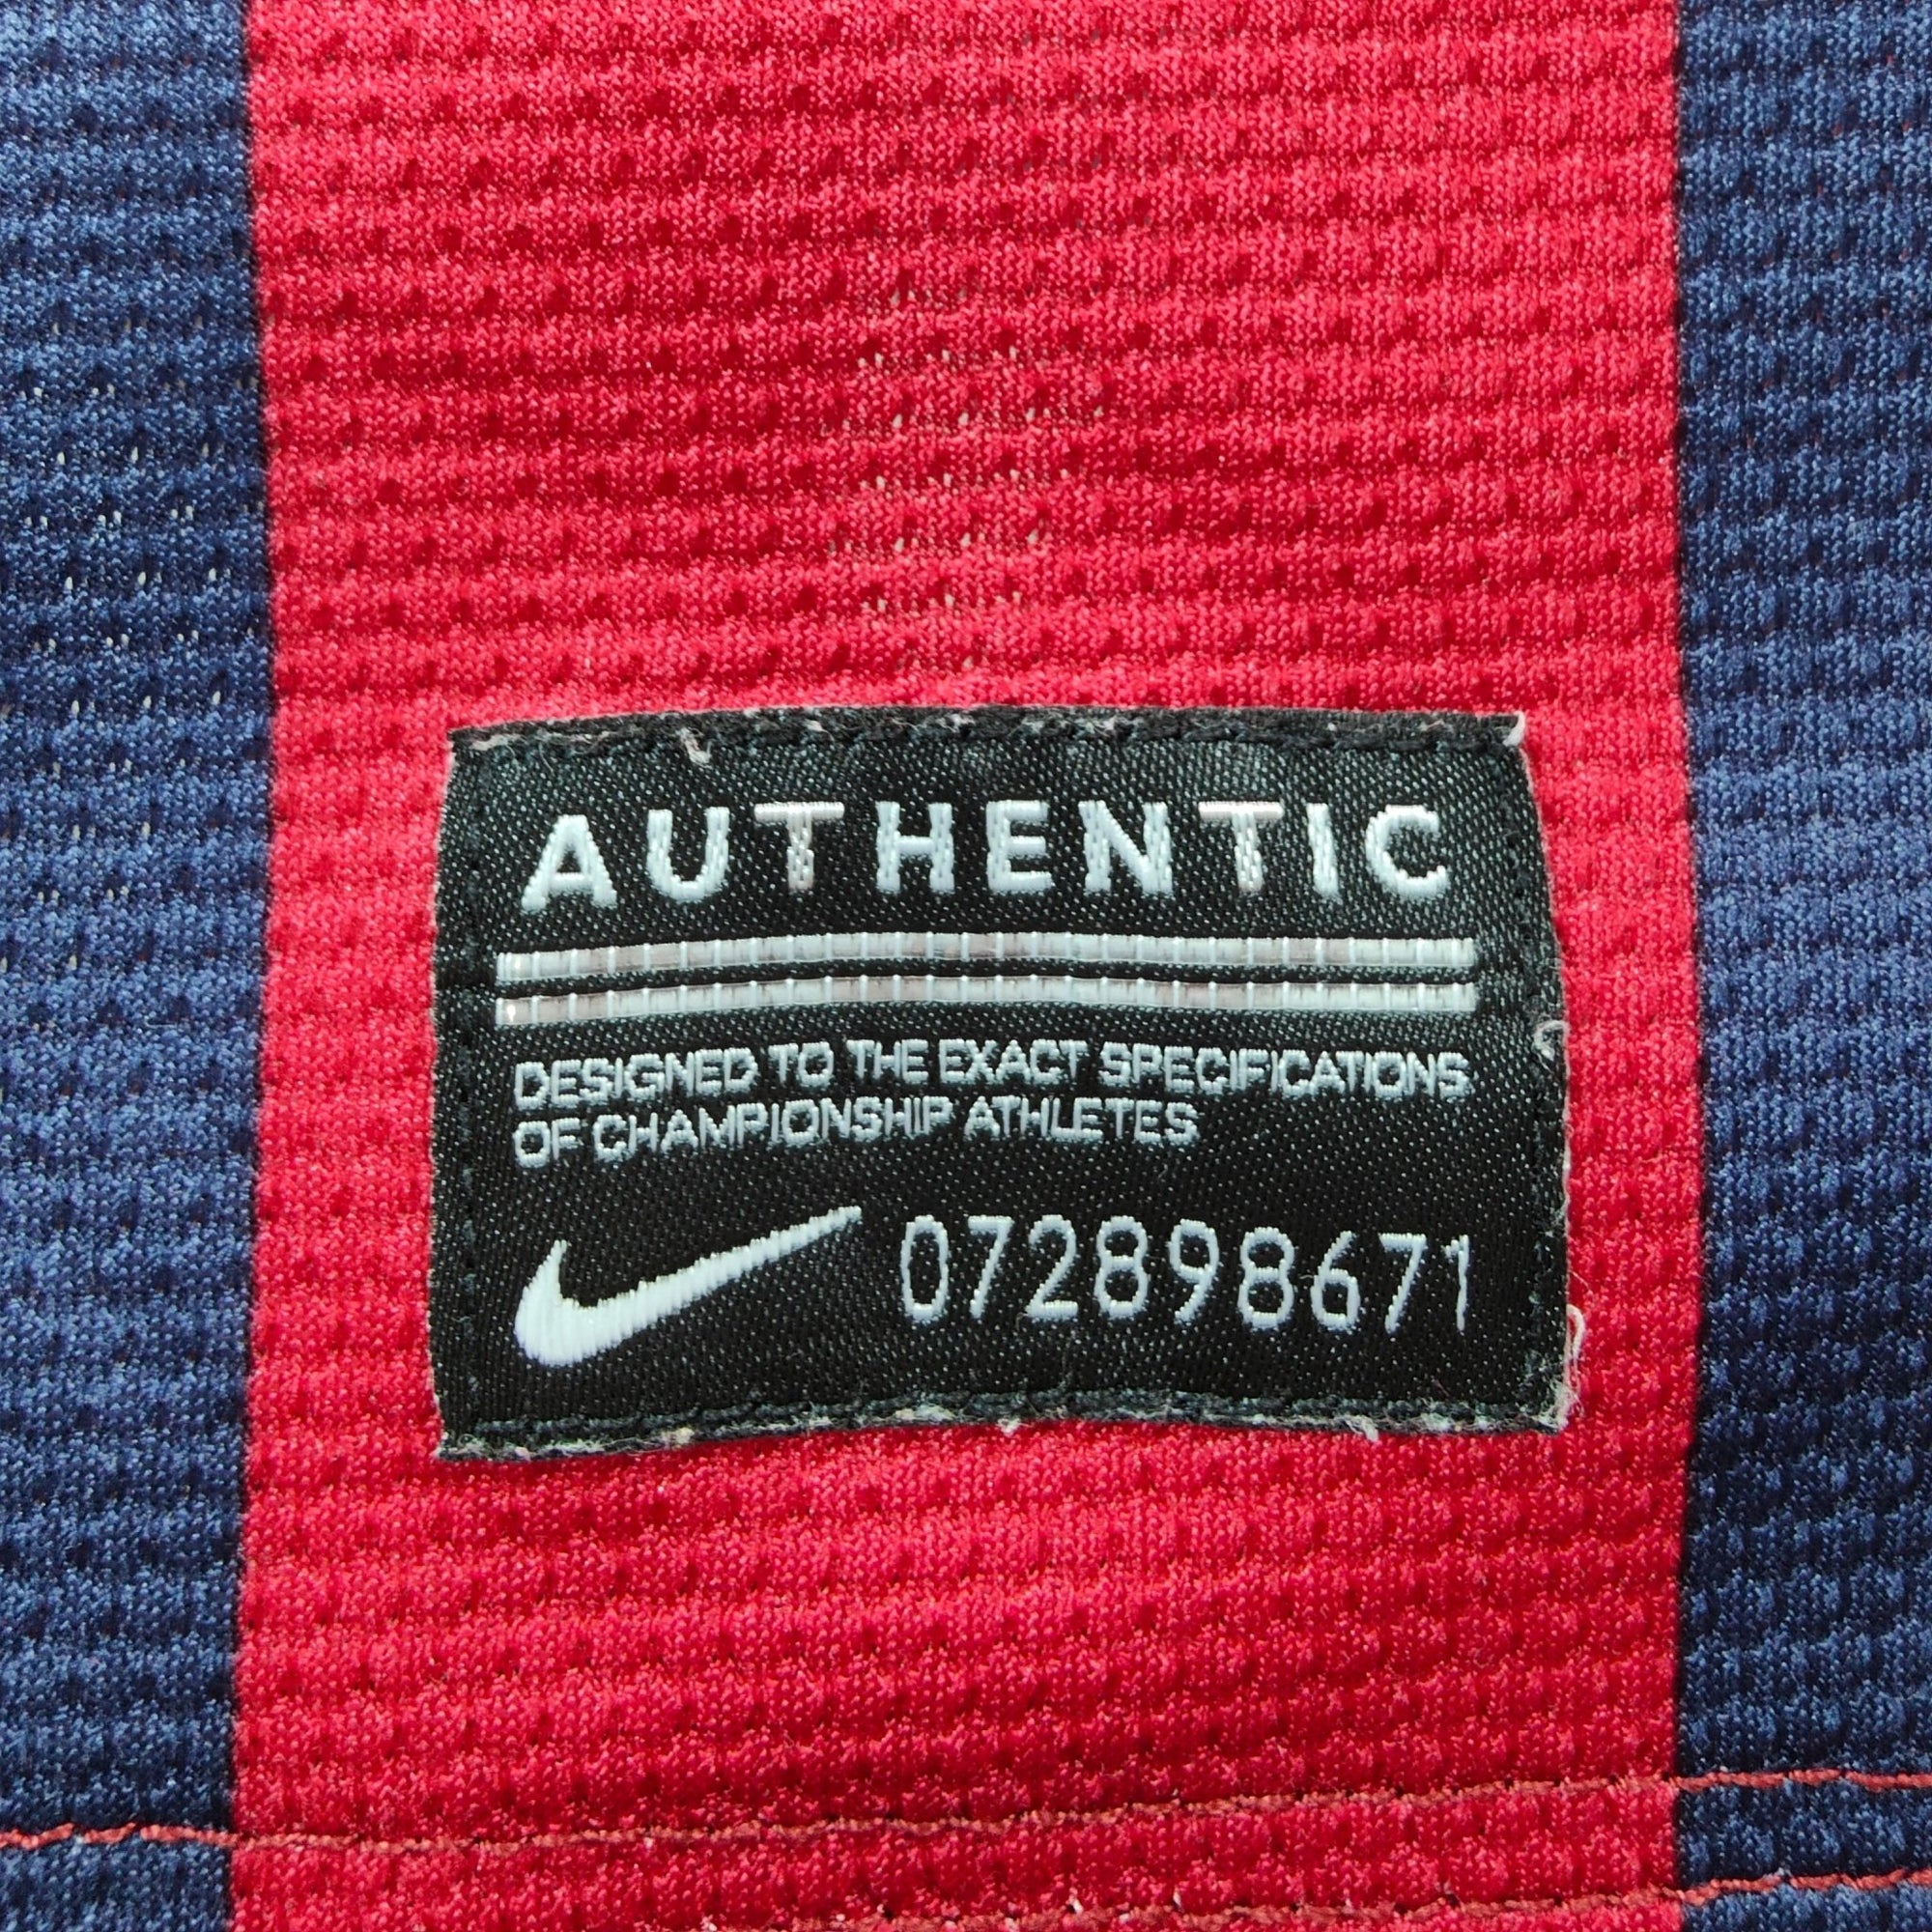 AUTHENTIC
DESIGNED TO THE EXACT SPECIFICATIONS
OF CHAMPIONSHIP ATHLETES
072898671